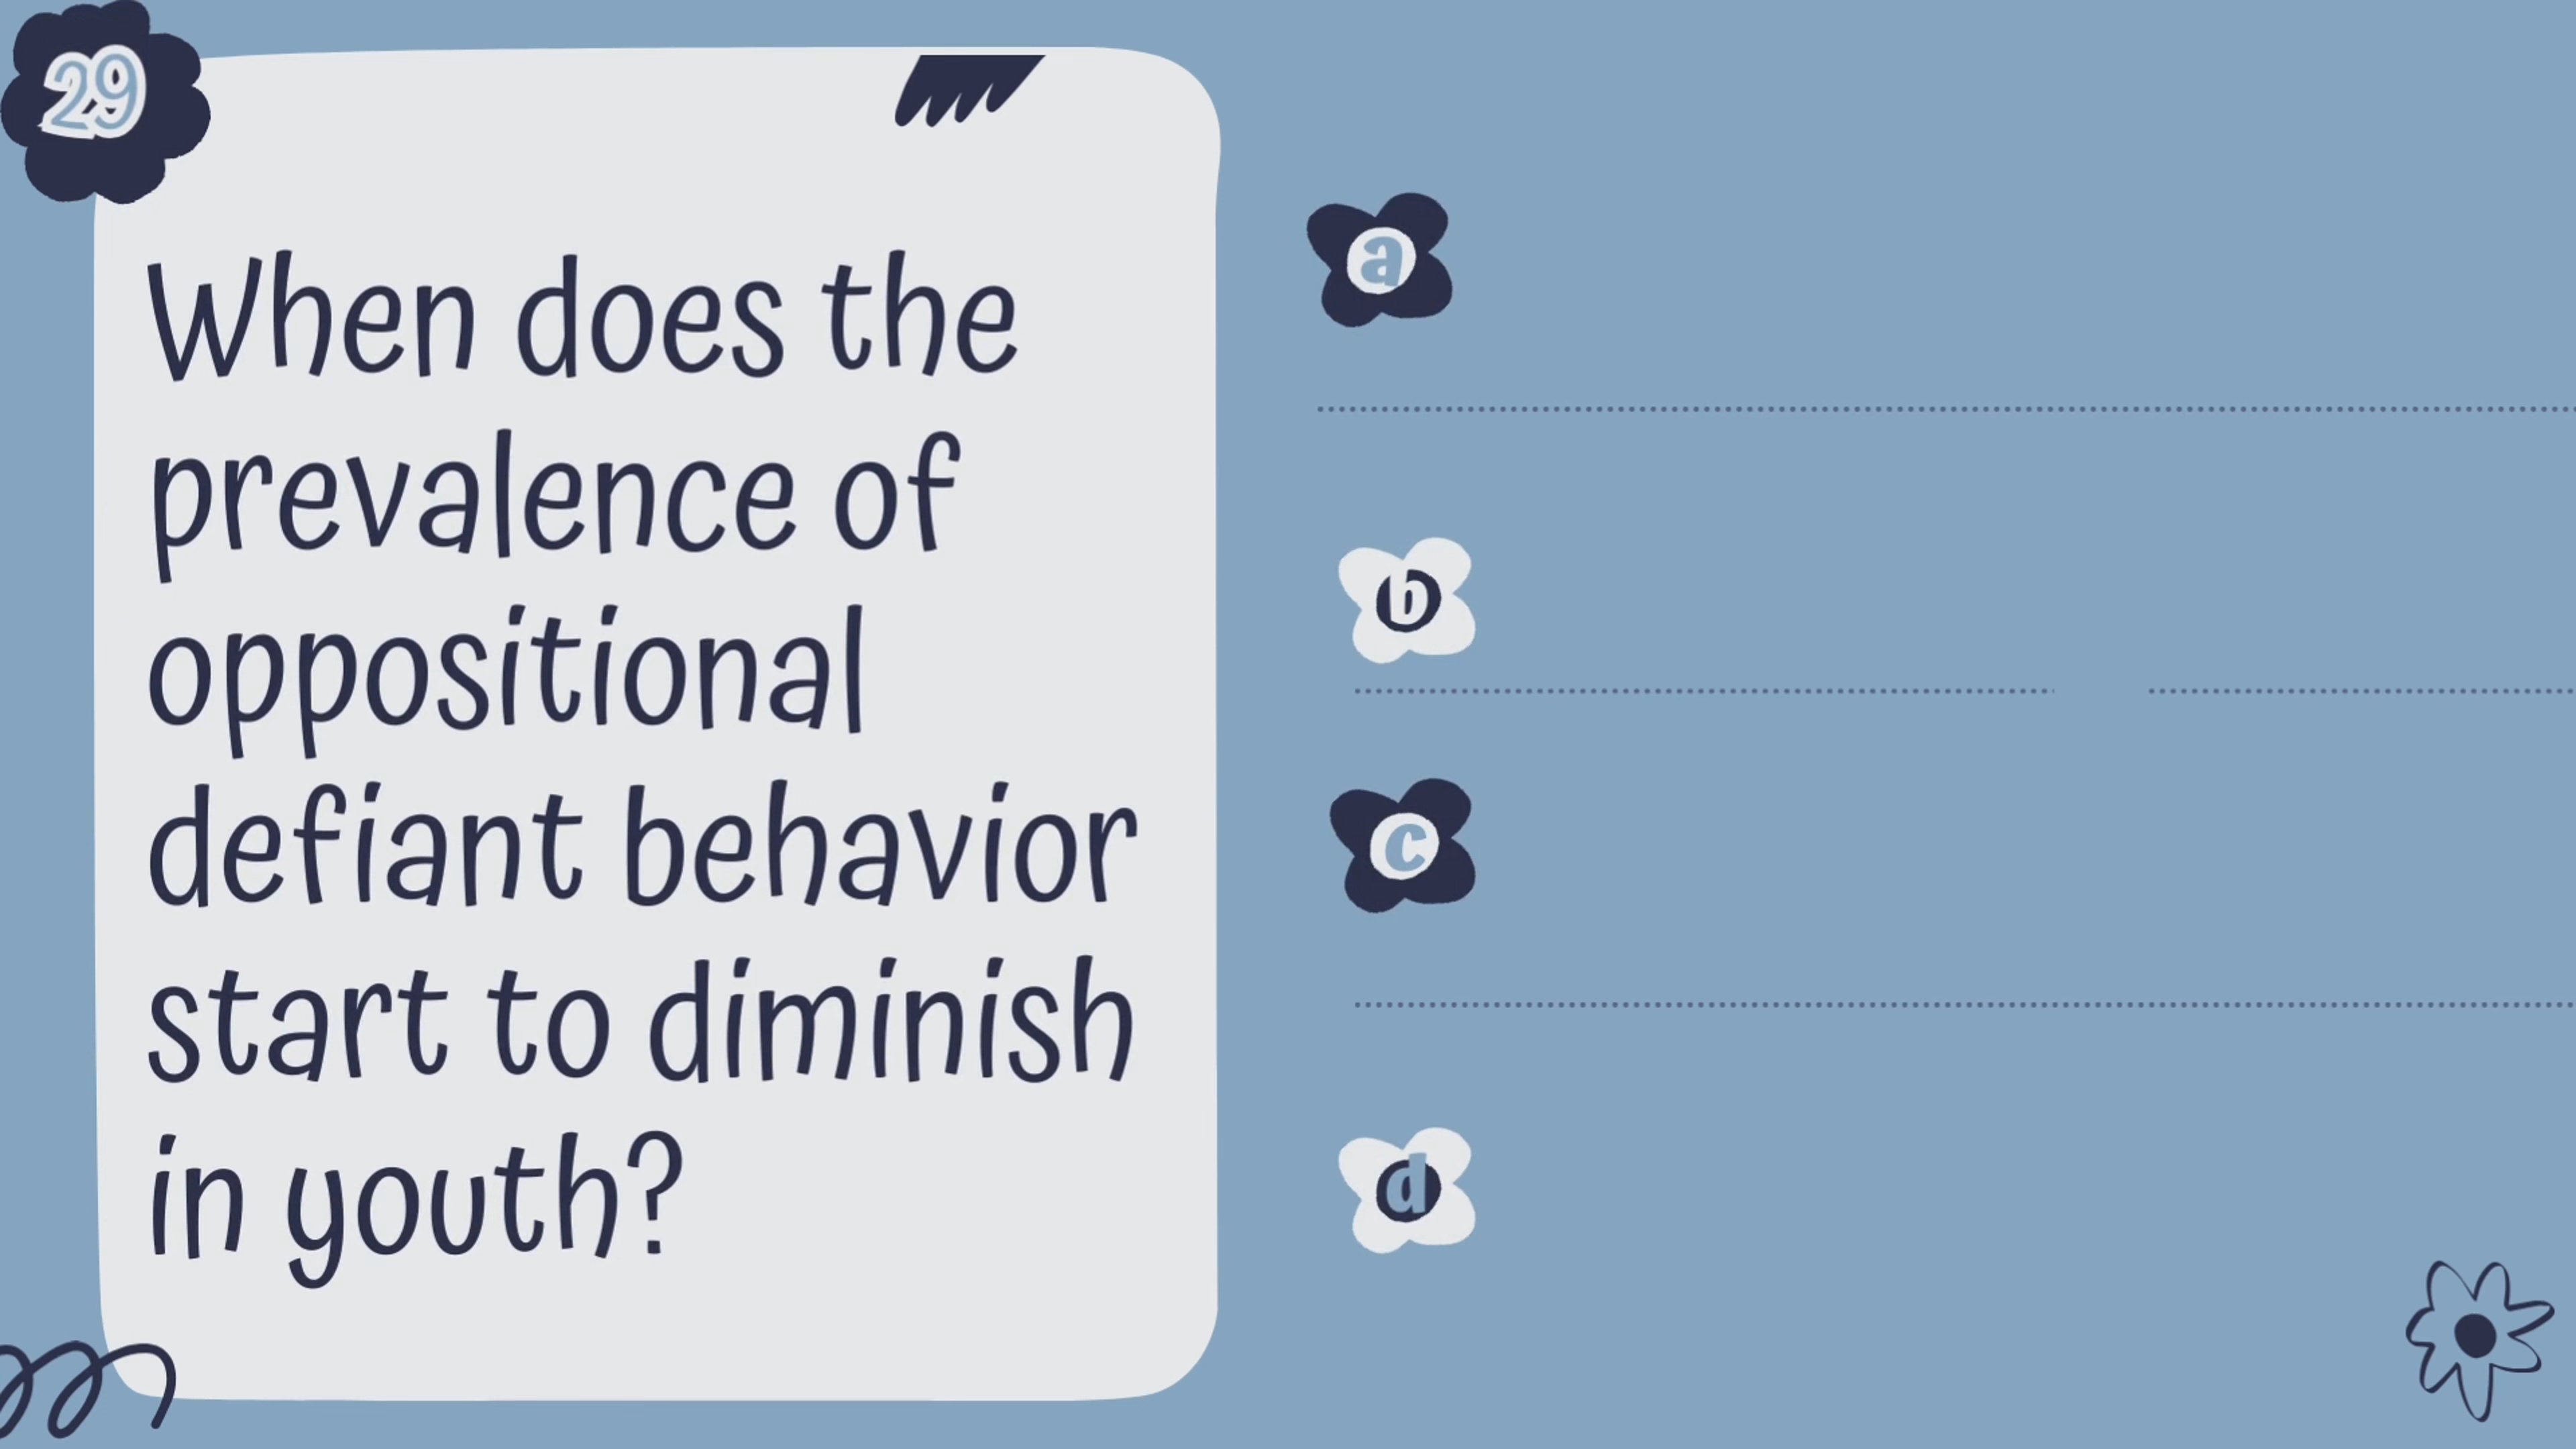 29
When does the
prevalence of
oppositional
defiant behavior
start to diminish
in youth?
a
b
c
d